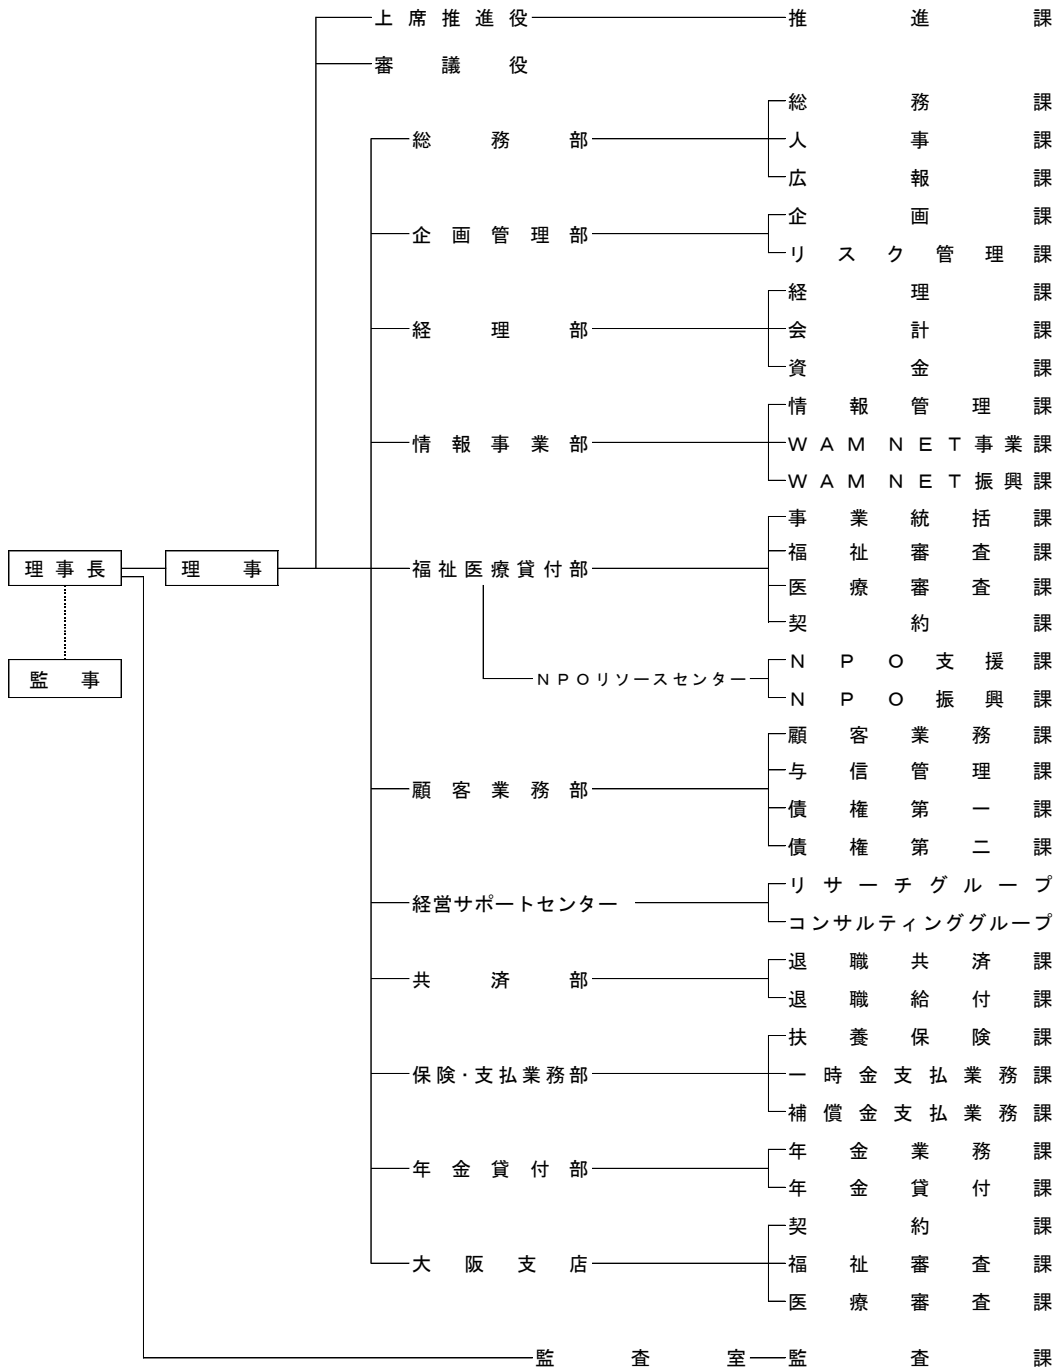 上席推進役 推進課
審議役
総務課
総務部 人事課
広報課
企画課
企画管理部
リスク管理課
経理課
経理部 会計課
資金課
情報管理課
情報事業部 WAM NET事業課
WAM NET振興課
事業統括課
福祉審査課
理事長 理事 福祉医療貸付部
医療審査課
契約課
NPO支援課
監事 NPOリソースセンター
NPO振興課
顧客業務課
与信管理課
顧客業務部
債権第一課
債権第二課
リサーチグループ
経営サポートセンター
コンサルティンググループ
退職共済課
共済部
退職給付課
扶養保険課
保険・支払業務部 一時金支払業務課
補償金支払業務課
年金業務課
年金貸付部
年金貸付課
契約課
大阪支店 福祉審査課
医療審査課
監査室 監査課